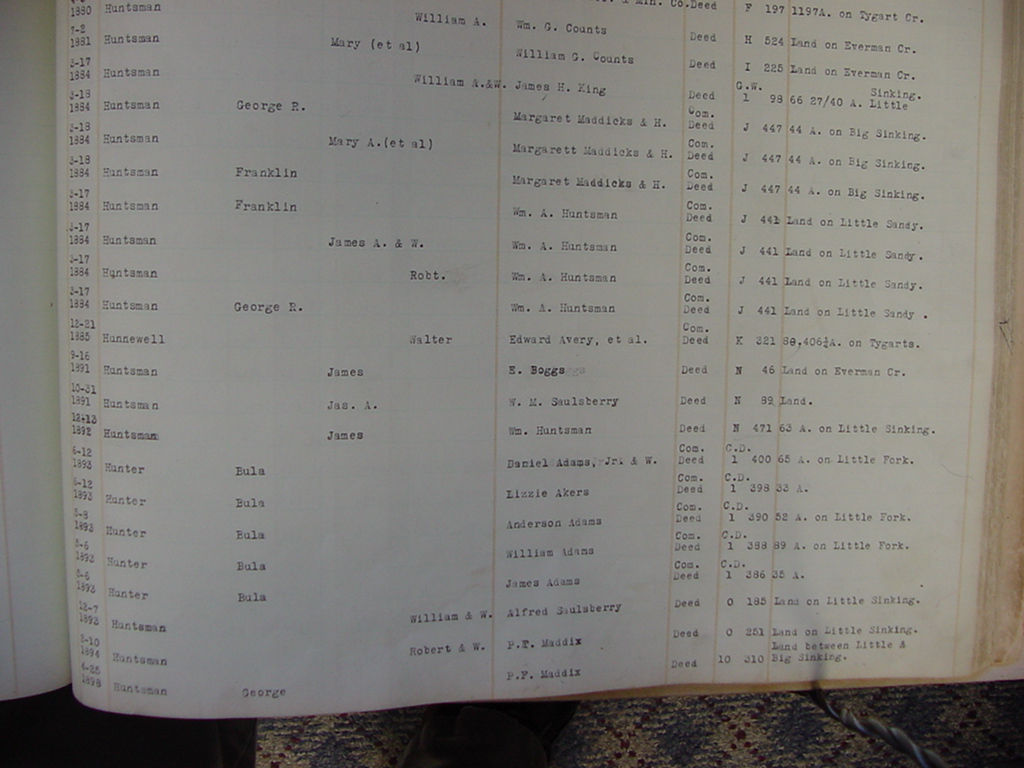 1880 Huntsman William A. Min. Co. Deed F 197 1197A. on Tygart Cr.
7-2
1881 Huntsman Mary (et al) Wm. G. Counts Deed H 524 Land on Everman Cr.
3-17
1884 Huntsman William A.&W. William G. Counts Deed I 225 Land on Everman Cr.
3-18 G.W. Sinking.
1884 Huntsman George R. James H. King Deed 1 98 66 27/40 A. Little
3-18 Com.
1884 Huntsman Mary A.(et al) Margaret Maddicks & H. Deed J 447 44 A. on Big Sinking.
3-18 Com.
1884 Huntsman Franklin Margarett Maddicks & H. Deed J 447 44 A. on Big Sinking.
3-17 Com.
1884 Huntsman Franklin Margaret Maddicks & H. Deed J 447 44 A. on Big Sinking.
3-17 Com.
1884 Huntsman James A. & W. Wm. A. Huntsman Deed J 441 Land on Little Sandy.
3-17 Com.
1884 Huntsman Robt. Wm. A. Huntsman Deed J 441 Land on Little Sandy.
3-17 Com.
1884 Huntsman George R. Wm. A. Huntsman Deed J 441 Land on Little Sandy.
12-21 Com.
Wm. A. Huntsman Deed J 441 Land on Little Sandy .
1885 Hunnewell Walter Edward Avery, et al. Com. Deed K 321 A. on Tygarts.
9-16
1891 Huntsman James E. Boggs Deed N 46 Land on Everman Cr.
10-31
1891 Huntsman Jas. A. W. M. Saulsberry Deed N 89 Land.
12-13
1892 Huntsman James Wm. Huntsman Deed N 471 63 A. on Little Sinking.
6-12 Com. C.D.
1893 Hunter Bula Daniel Adams, Jr. & W. Deed 1 400 65 A. on Little Fork.
6-12 Com. C.D.
1893 Hunter Bula Lizzie Akers Deed 1 398 33 A.
Com. C.D.
1893 Hunter Bula Anderson Adams Deed 1 390 52 A. on Little Fork.
Com. C.D.
1893 Hunter Bula William Adams Deed 1 388 89 A. on Little Fork.
Com. C.D.
1893 Hunter Bula James Adams Deed 1 386 35 A.
12-7
1893 Huntsman William & W. Alfred Saulsberry Deed O 185 Land on Little Sinking.
1894 Huntsman Robert & W. P.T. Maddix Deed O 251 Land on Little Sinking.
Land between Little &
1898 Huntsman George P.F. Maddix Deed 10 310 Big Sinking.